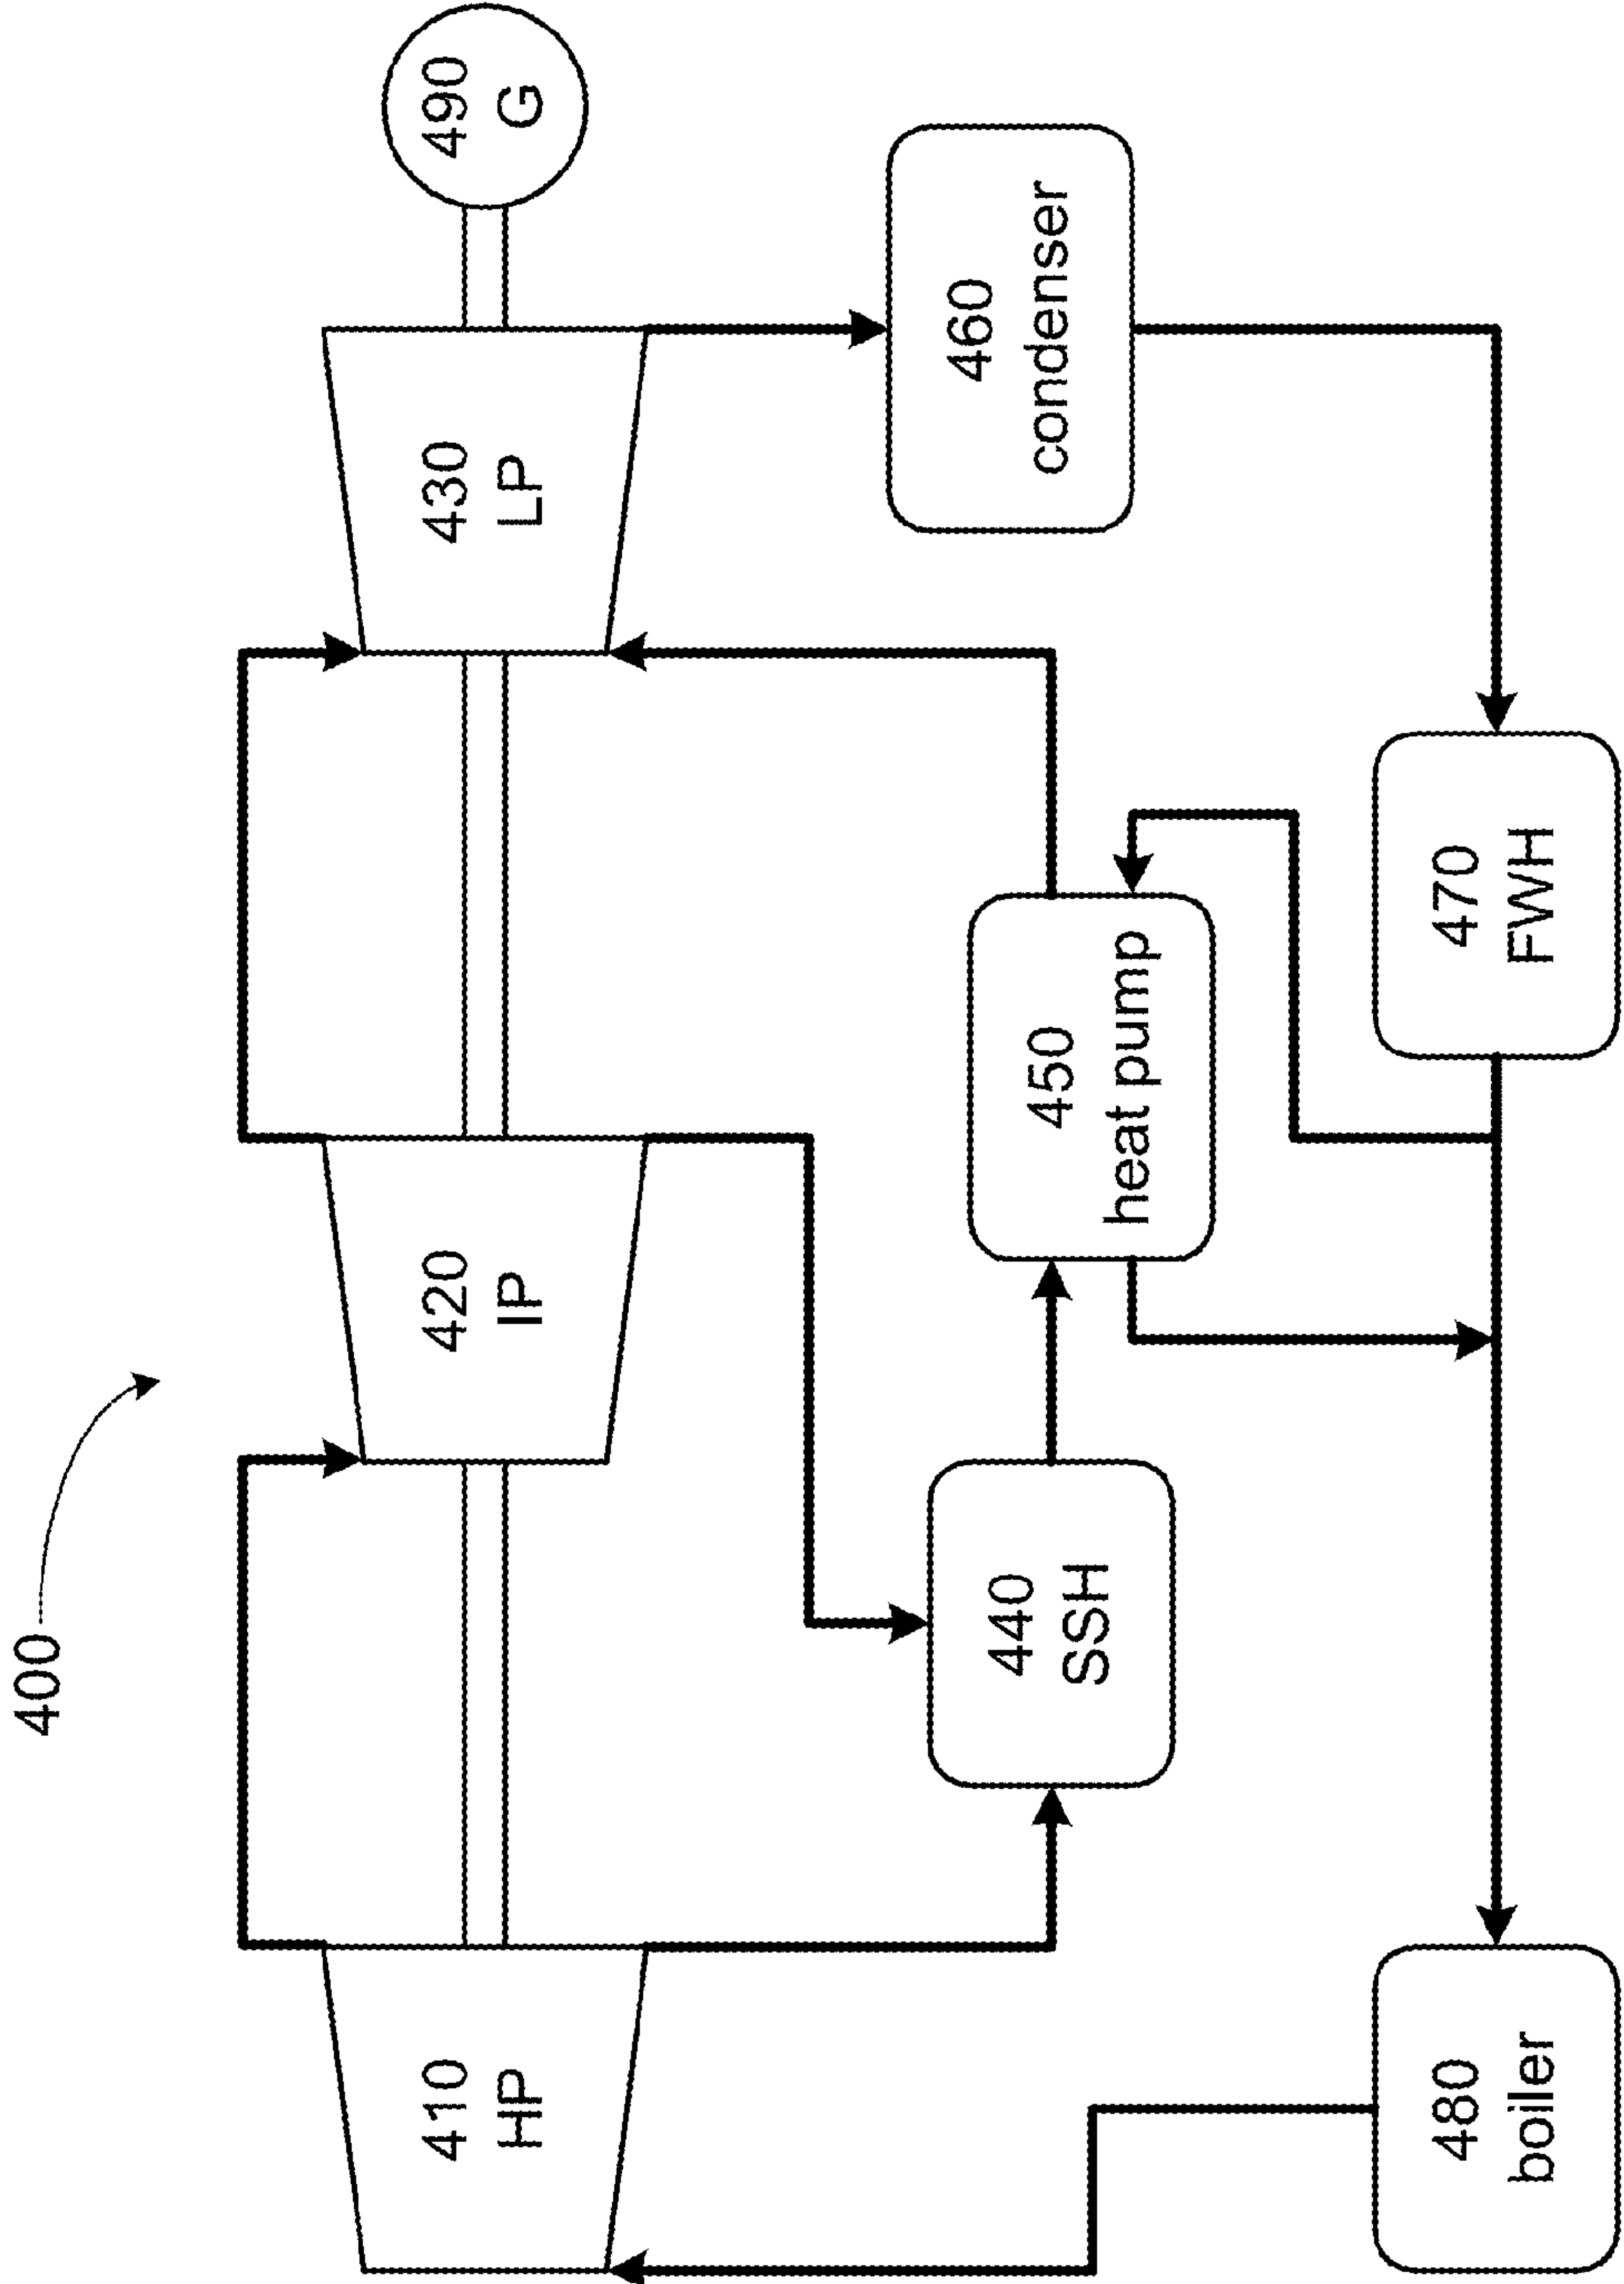 400
410
HP
420
IP
430
LP
490
G
440
SSH
450
heat pump
460
condenser
480
boiler
470
FWH